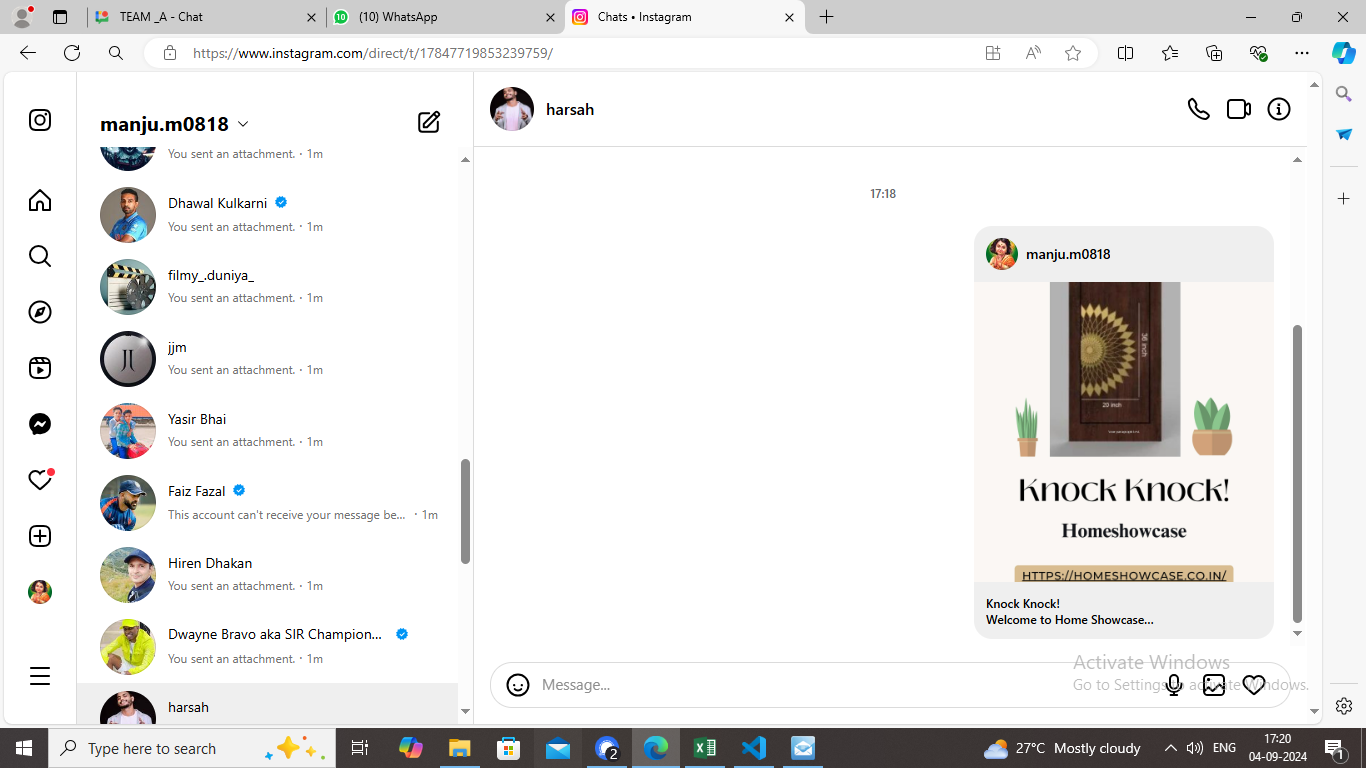 TEAM _A - Chat
(10) WhatsApp
Chats • Instagram
https://www.instagram.com/direct/t/17847719853239759/
manju.m0818
You sent an attachment. · 1m
Dhawal Kulkarni
You sent an attachment. · 1m
filmy_.duniya_
You sent an attachment. · 1m
jjm
You sent an attachment. · 1m
Yasir Bhai
You sent an attachment. · 1m
Faiz Fazal
This account can't receive your message be... · 1m
Hiren Dhakan
You sent an attachment. · 1m
Dwayne Bravo aka SIR Champion...
You sent an attachment. · 1m
harsah
harsah
17:18
manju.m0818
36 inch
20 inch
Knock Knock!
Homeshowcase
HTTPS://HOMESHOWCASE.CO.IN/
Knock Knock!
Welcome to Home Showcase...
Message...
Activate Windows
Go to Settings to activate Windows.
Type here to search
2
27°C Mostly cloudy
ENG
17:20
04-09-2024
1